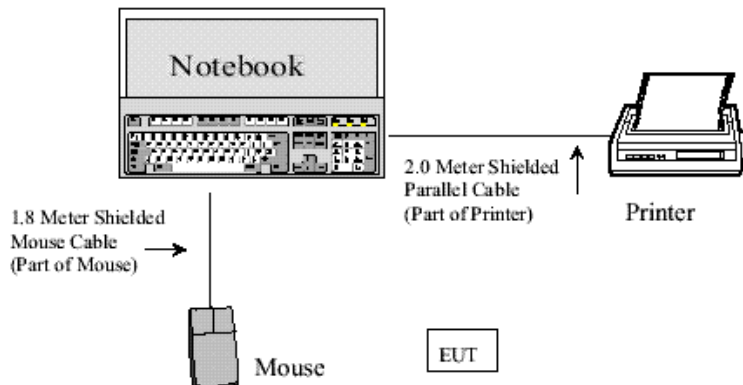 Notebook
2.0 Meter Shielded
Parallel Cable
(Part of Printer)
Printer
1.8 Meter Shielded
Mouse Cable
(Part of Mouse)
Mouse
EUT